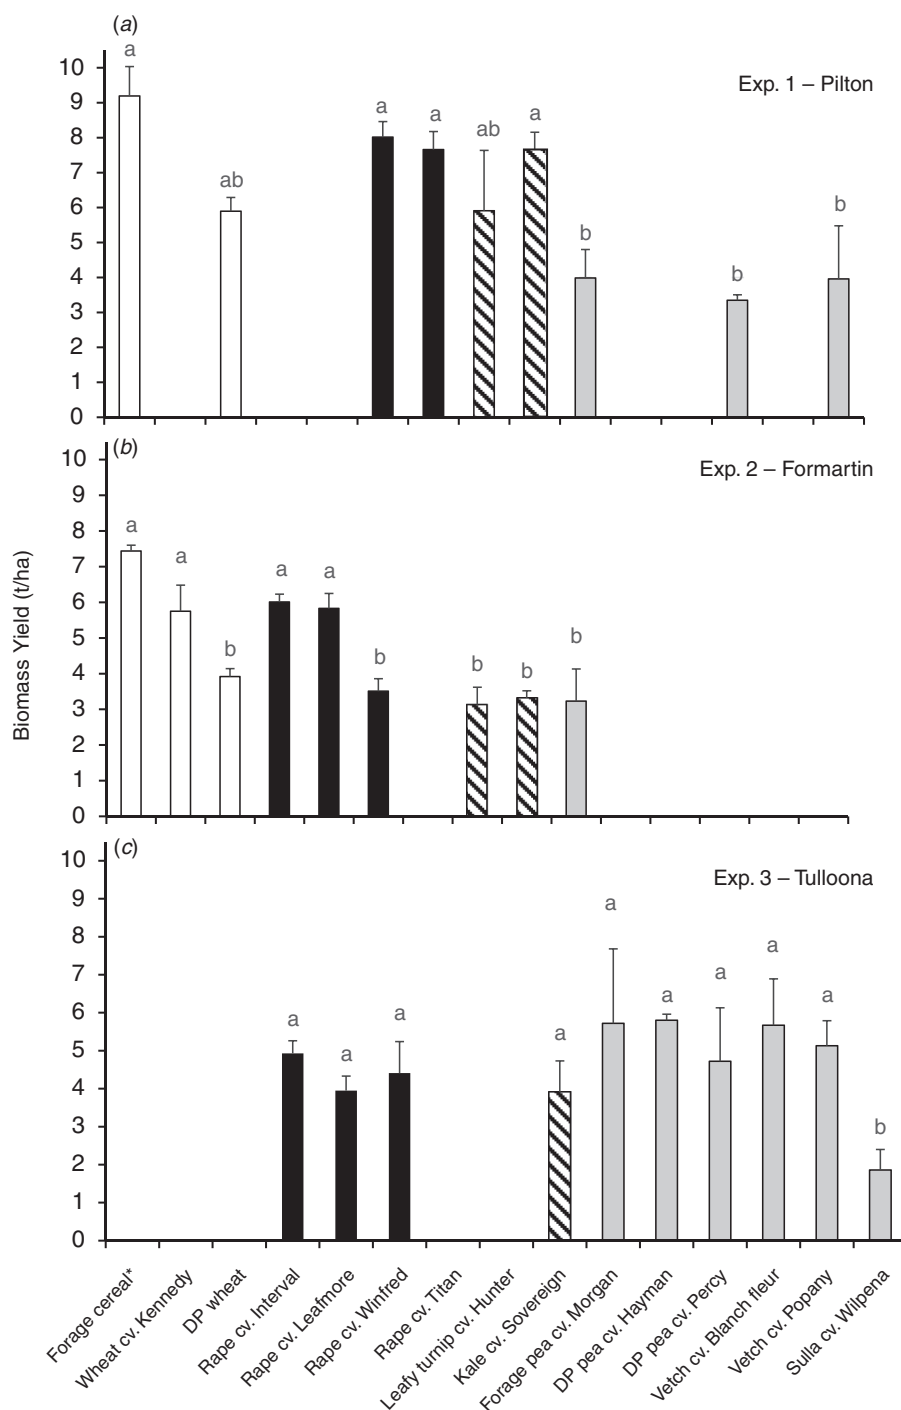 (a)
Exp. 1 – Pilton
10
9
8
7
6
5
4
3
2
1
0
a
ab
a
a
ab
a
b
b
b
(b)
Exp. 2 – Formartin
10
9
8
7
6
5
4
3
2
1
0
a
a
b
a
a
b
b
b
b
Biomass Yield (t/ha)
(c)
Exp. 3 – Tulloona
10
9
8
7
6
5
4
3
2
1
0
a
a
a
a
a
a
a
a
a
b
Forage cereal*
Wheat cv. Kennedy
DP wheat
Rape cv. Interval
Rape cv. Leafmore
Rape cv. Winfred
Rape cv. Titan
Leafy turnip cv. Hunter
Kale cv. Sovereign
Forage pea cv. Morgan
DP pea cv. Hayman
DP pea cv. Percy
Vetch cv. Blanch fleur
Vetch cv. Popany
Sulla cv. Wilpena